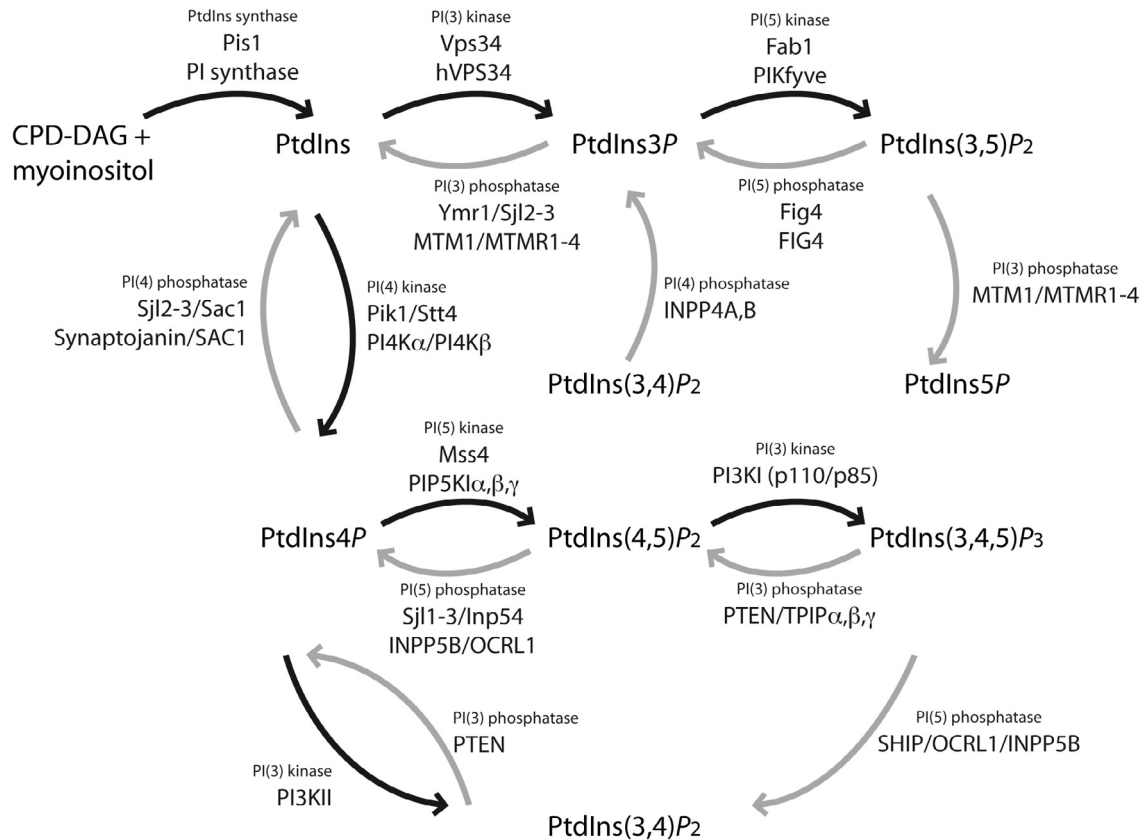 PtdIns synthase
Pis1
PI synthase
PI(3) kinase
Vps34
hVPS34
PI(5) kinase
Fab1
PIKfyve
CPD-DAG +
myoinositol
PtdIns
PtdIns3P
PtdIns(3,5)P2
PI(3) phosphatase
Ymr1/Sjl2-3
MTM1/MTMR1-4
PI(5) phosphatase
Fig4
FIG4
PI(4) phosphatase
Sjl2-3/Sac1
Synaptojanin/SAC1
PI(4) kinase
Pik1/Stt4
PI4Kα/PI4Kβ
PI(4) phosphatase
INPP4A,B
PI(3) phosphatase
MTM1/MTMR1-4
PtdIns(3,4)P2
PtdIns5P
PI(5) kinase
Mss4
PIP5KIα,β,γ
PI(3) kinase
PI3KI (p110/p85)
PtdIns4P
PtdIns(4,5)P2
PtdIns(3,4,5)P3
PI(5) phosphatase
Sjl1-3/Inp54
INPP5B/OCRL1
PI(3) phosphatase
PTEN/TPIPα,β,γ
PI(3) kinase
PI3KII
PI(3) phosphatase
PTEN
PI(5) phosphatase
SHIP/OCRL1/INPP5B
PtdIns(3,4)P2